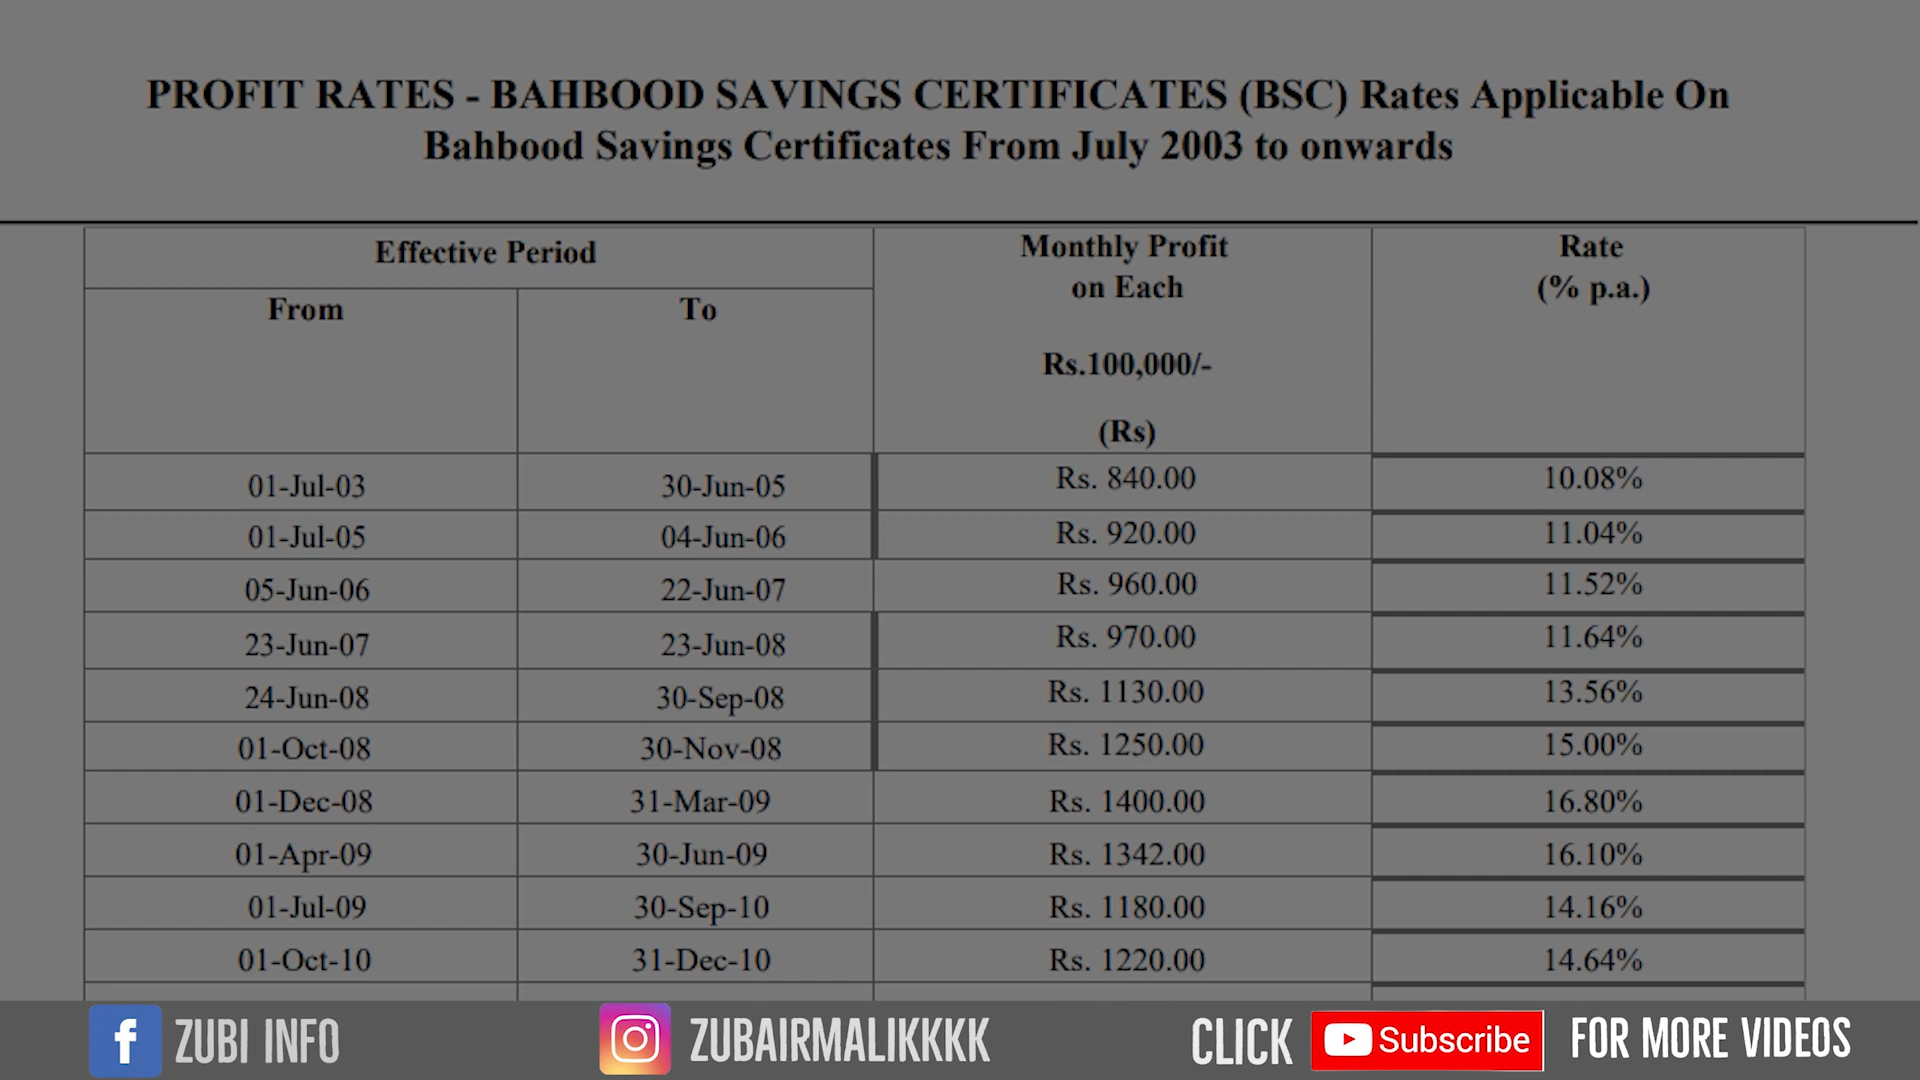 PROFIT RATES - BAHBOOD SAVINGS CERTIFICATES (BSC) Rates Applicable On
Bahbood Savings Certificates From July 2003 to onwards
Effective Period
Monthly Profit
on Each
Rs.100,000/-
(Rs)
Rate
(% p.a.)
From To
01-Jul-03 30-Jun-05 Rs. 840.00 10.08%
01-Jul-05 04-Jun-06 Rs. 920.00 11.04%
05-Jun-06 22-Jun-07 Rs. 960.00 11.52%
23-Jun-07 23-Jun-08 Rs. 970.00 11.64%
24-Jun-08 30-Sep-08 Rs. 1130.00 13.56%
01-Oct-08 30-Nov-08 Rs. 1250.00 15.00%
01-Dec-08 31-Mar-09 Rs. 1400.00 16.80%
01-Apr-09 30-Jun-09 Rs. 1342.00 16.10%
01-Jul-09 30-Sep-10 Rs. 1180.00 14.16%
01-Oct-10 31-Dec-10 Rs. 1220.00 14.64%
f ZUBI INFO ZUBAIRMALIKKKK CLICK Subscribe FOR MORE VIDEOS